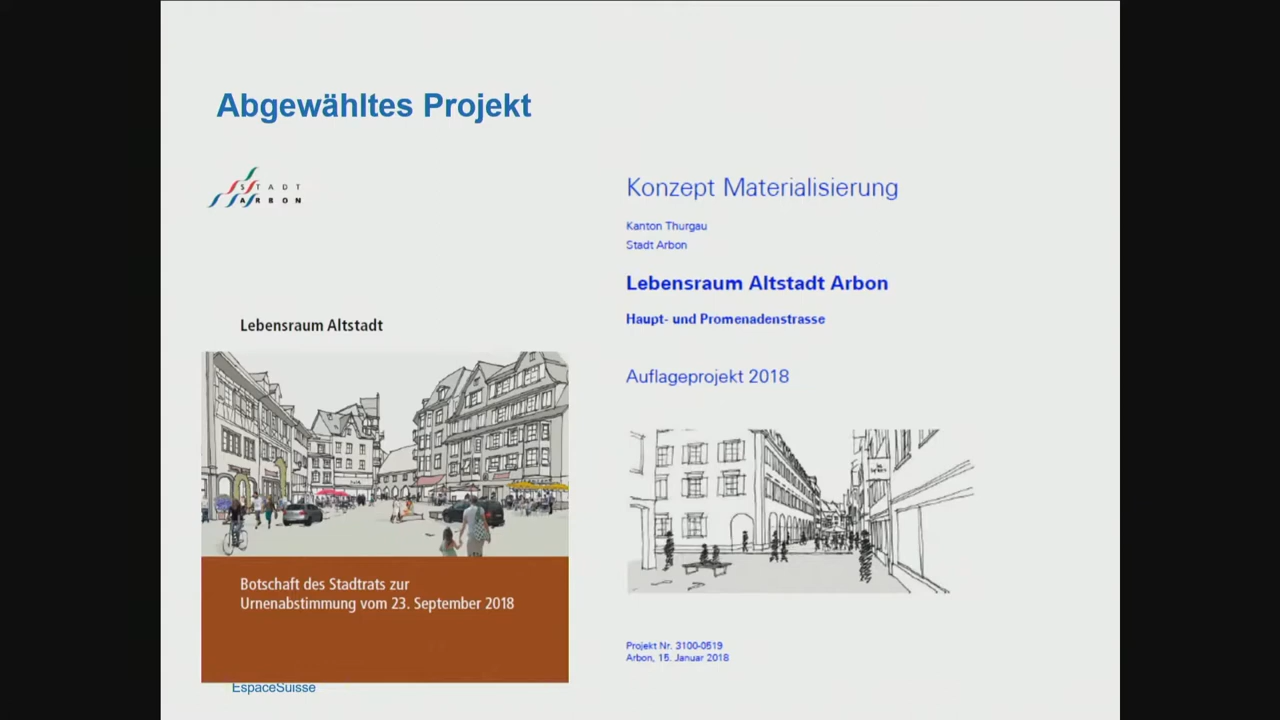 Abgewähltes Projekt
STADT
ARBON
Lebensraum Altstadt
Botschaft des Stadtrats zur
Urnenabstimmung vom 23. September 2018
EspaceSuisse
Konzept Materialisierung
Kanton Thurgau
Stadt Arbon
Lebensraum Altstadt Arbon
Haupt- und Promenadenstrasse
Auflageprojekt 2018
Projekt Nr. 3100-0519
Arbon, 15. Januar 2018